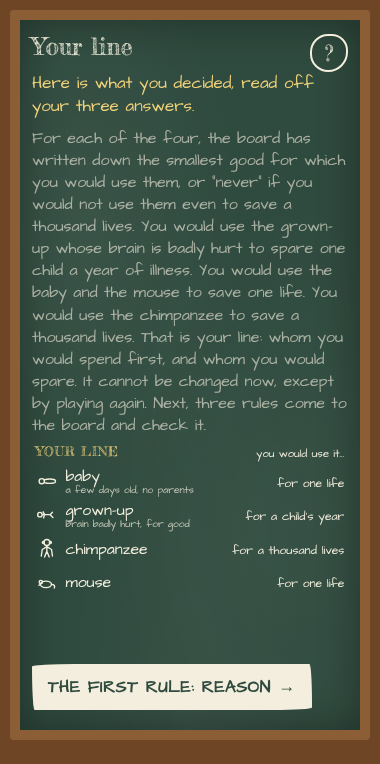 Your line
?
Here is what you decided, read off
your three answers.
For each of the four, the board has
written down the smallest good for which
you would use them, or "never" if you
would not use them even to save a
thousand lives. You would use the grown-
up whose brain is badly hurt to spare one
child a year of illness. You would use the
baby and the mouse to save one life. You
would use the chimpanzee to save a
thousand lives. That is your line: whom you
would spend first, and whom you would
spare. It cannot be changed now, except
by playing again. Next, three rules come to
the board and check it.
YOUR LINE you would use it...
baby for one life
a few days old, no parents
grown-up for a child's year
brain badly hurt, for good
chimpanzee for a thousand lives
mouse for one life
THE FIRST RULE: REASON →